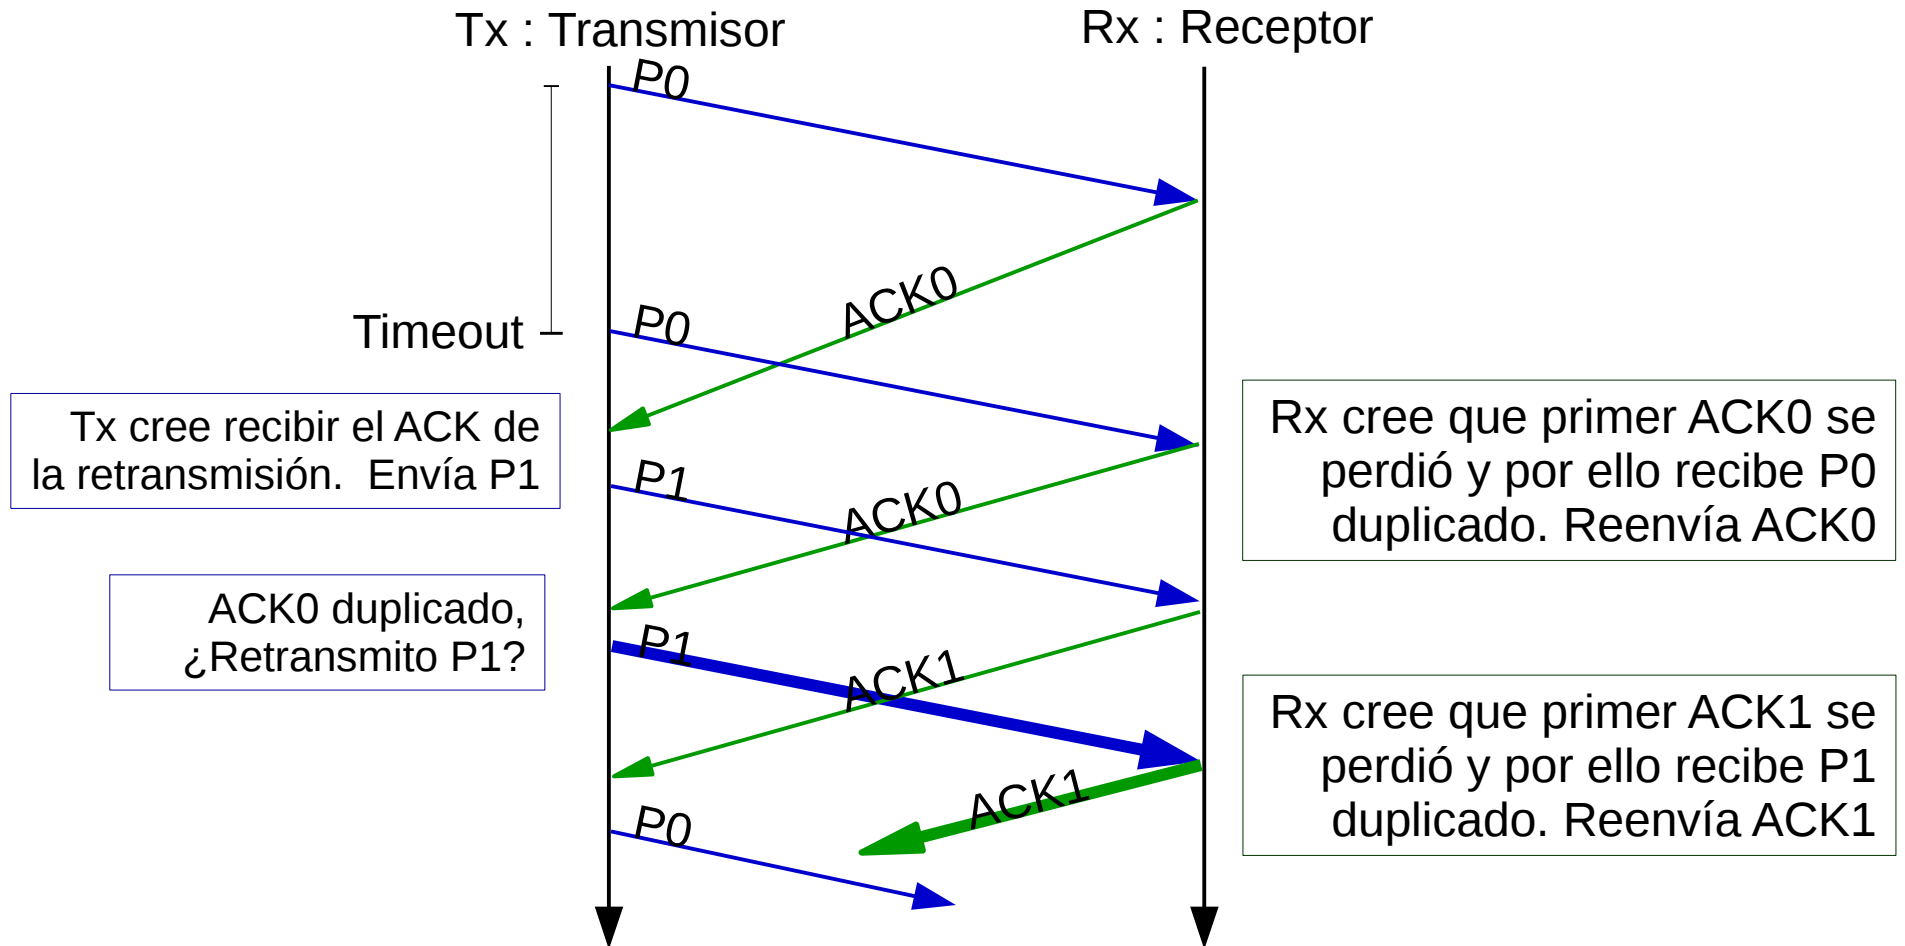 Tx : Transmisor
Rx : Receptor
P0
ACK0
Timeout
P0
Tx cree recibir el ACK de
la retransmisión.  Envía P1
Rx cree que primer ACK0 se
perdió y por ello recibe P0
duplicado. Reenvía ACK0
P1
ACK0
ACK0 duplicado,
¿Retransmito P1?
P1
ACK1
Rx cree que primer ACK1 se
perdió y por ello recibe P1
duplicado. Reenvía ACK1
ACK1
P0